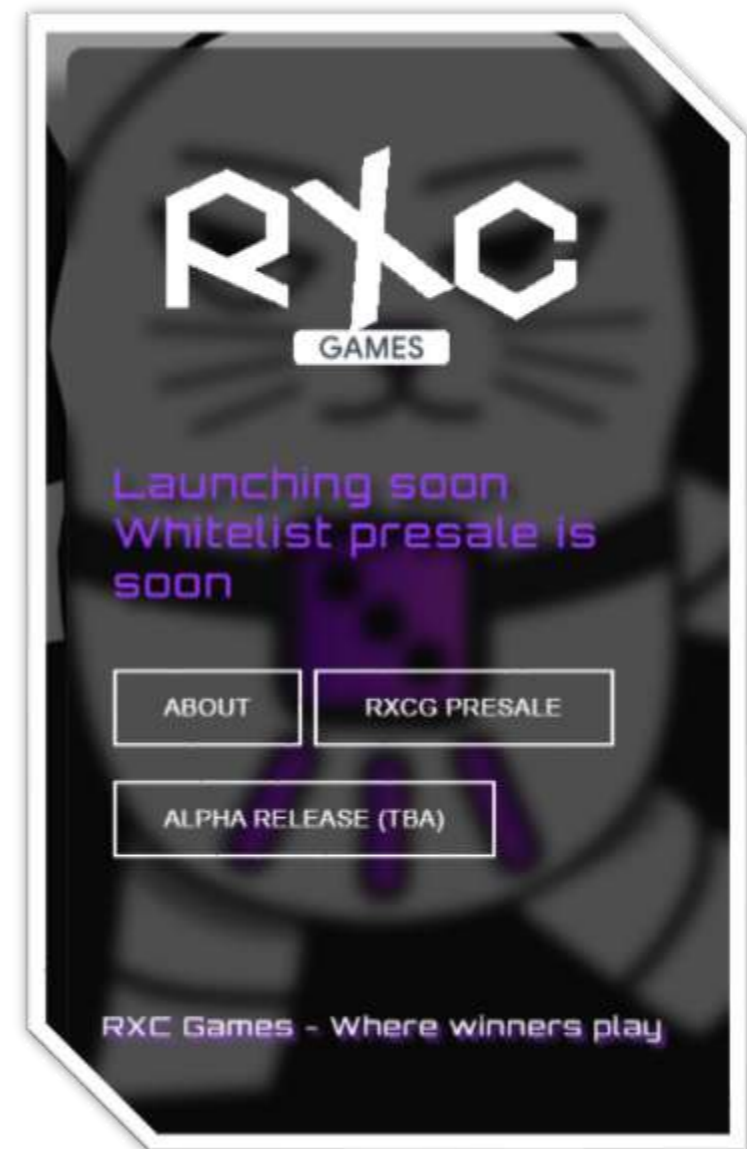 RXC
GAMES
Launching soon
Whitelist presale is
soon
ABOUT
RXCG PRESALE
ALPHA RELEASE (TBA)
RXC Games - Where winners play